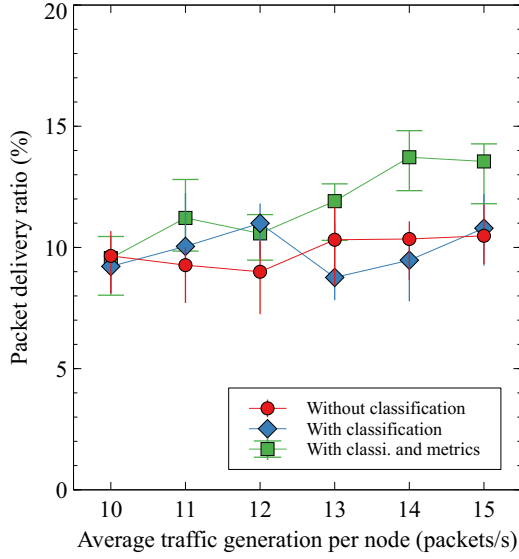 20
15
10
5
0
Packet delivery ratio (%)
Without classification
With classification
With classi. and metrics
10 11 12 13 14 15
Average traffic generation per node (packets/s)